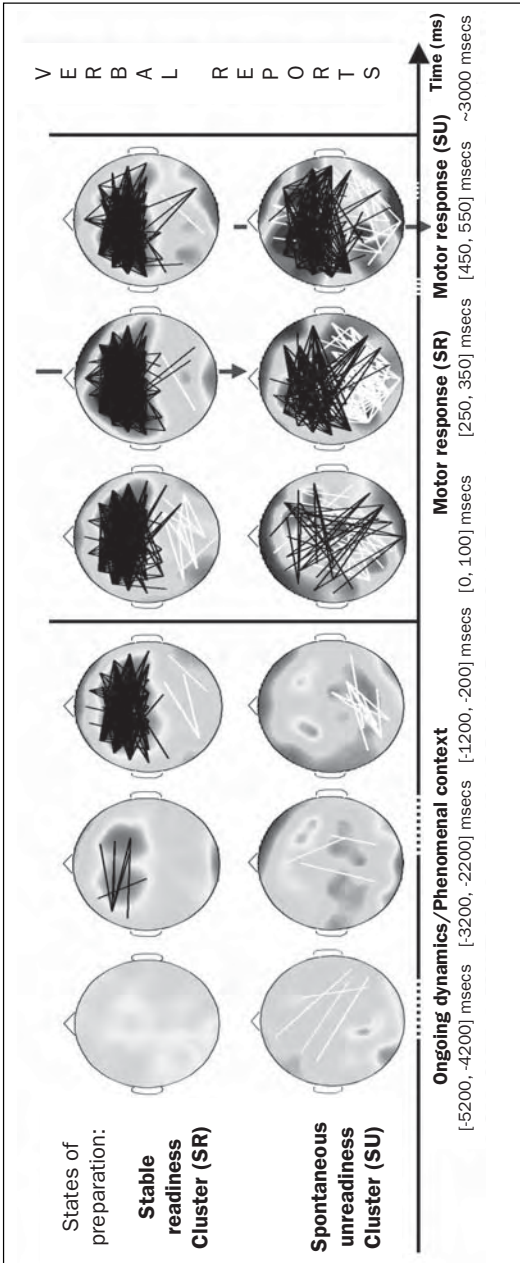 States of
preparation:
Stable
readiness
Cluster (SR)
Spontaneous
unreadiness
Cluster (SU)
V E R B A L   R E P O R T S
Time (ms)
Ongoing dynamics/Phenomenal context
Motor response (SR)
Motor response (SU)
[-5200, -4200] msecs
[-3200, -2200] msecs
[-1200, -200] msecs
[0, 100] msecs
[250, 350] msecs
[450, 550] msecs
~3000 msecs